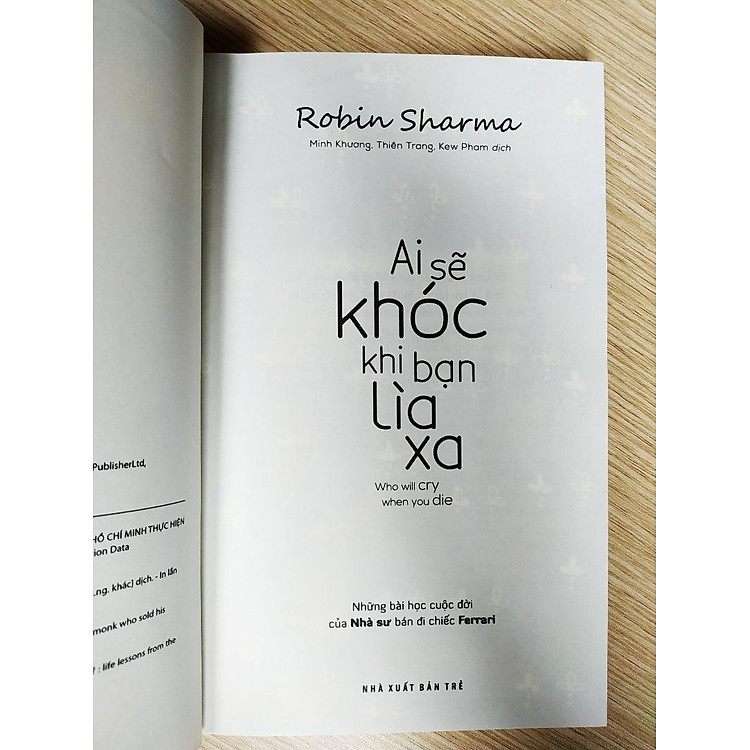 PublisherLtd,
HỒ CHÍ MINH THỰC HIỆN
ion Data
..ng. khác] dịch. - In lần
monk who sold his
? : life lessons from the
Robin Sharma
Minh Khương, Thiên Trang, Kew Pham dịch
Ai sẽ
khóc
khi bạn
lìa
xa
Who will cry
when you die
Những bài học cuộc đời
của Nhà sư bán đi chiếc Ferrari
NHÀ XUẤT BẢN TRẺ